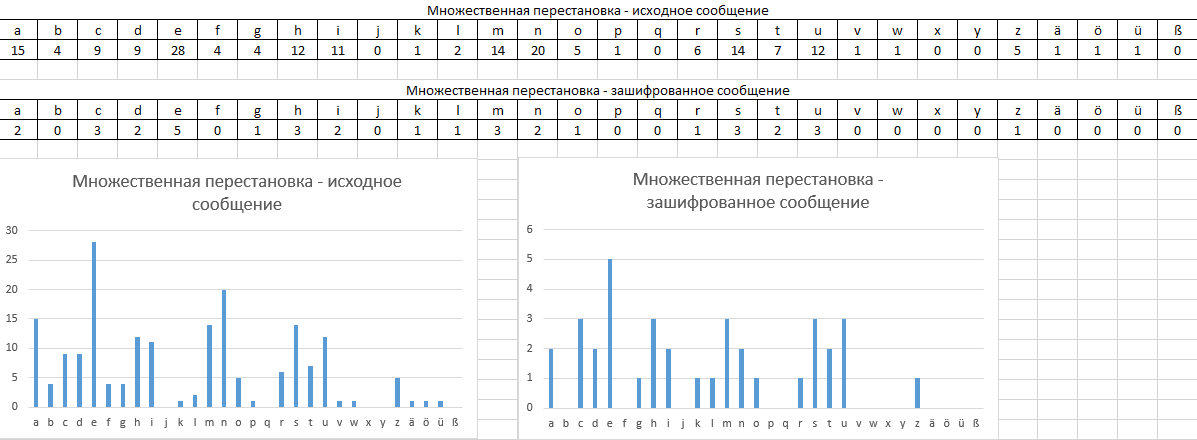 Множественная перестановка - исходное сообщение
a b c d e f g h i j k l m n o p q r s t u v w x y z ä ö ü ß
15 4 9 9 28 4 4 12 11 0 1 2 14 20 5 1 0 6 14 7 12 1 1 0 0 5 1 1 1 0
Множественная перестановка - зашифрованное сообщение
a b c d e f g h i j k l m n o p q r s t u v w x y z ä ö ü ß
2 0 3 2 5 0 1 3 2 0 1 1 3 2 1 0 0 1 3 2 3 0 0 0 0 1 0 0 0 0
Множественная перестановка - исходное
сообщение
30
25
20
15
10
5
0
a b c d e f g h i j k l m n o p q r s t u v w x y z ä ö ü ß
Множественная перестановка -
зашифрованное сообщение
6
5
4
3
2
1
0
a b c d e f g h i j k l m n o p q r s t u v w x y z ä ö ü ß